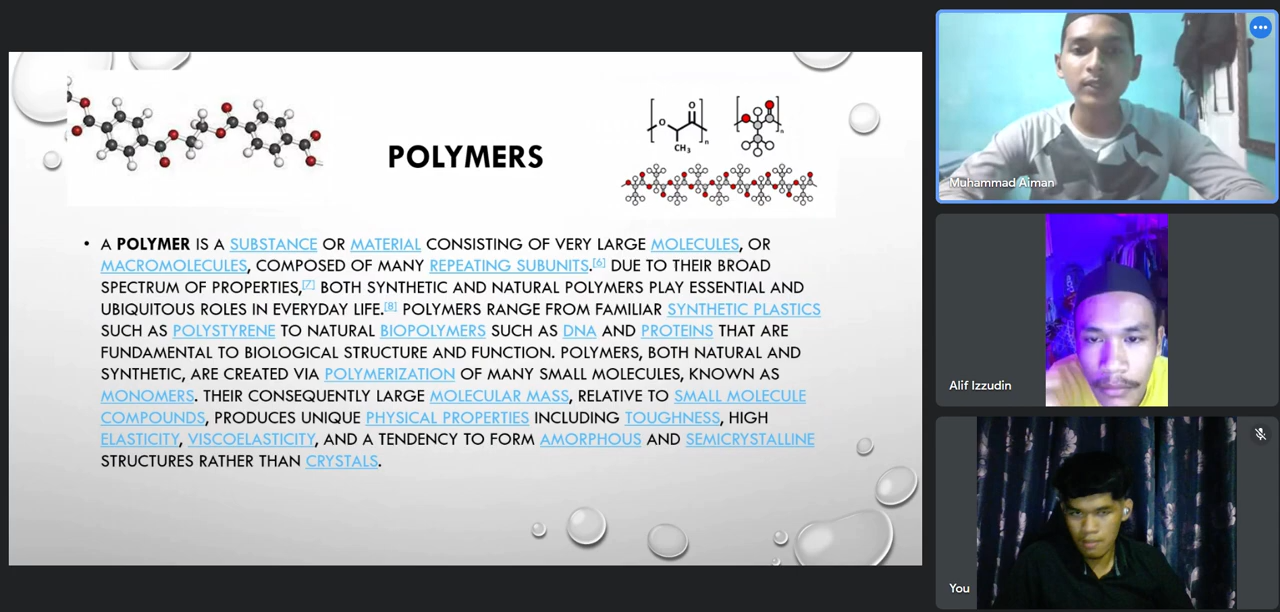 POLYMERS
O
O
CH₃
n
n
• A POLYMER IS A SUBSTANCE OR MATERIAL CONSISTING OF VERY LARGE MOLECULES, OR
MACROMOLECULES, COMPOSED OF MANY REPEATING SUBUNITS.[6] DUE TO THEIR BROAD
SPECTRUM OF PROPERTIES,[7] BOTH SYNTHETIC AND NATURAL POLYMERS PLAY ESSENTIAL AND
UBIQUITOUS ROLES IN EVERYDAY LIFE.[8] POLYMERS RANGE FROM FAMILIAR SYNTHETIC PLASTICS
SUCH AS POLYSTYRENE TO NATURAL BIOPOLYMERS SUCH AS DNA AND PROTEINS THAT ARE
FUNDAMENTAL TO BIOLOGICAL STRUCTURE AND FUNCTION. POLYMERS, BOTH NATURAL AND
SYNTHETIC, ARE CREATED VIA POLYMERIZATION OF MANY SMALL MOLECULES, KNOWN AS
MONOMERS. THEIR CONSEQUENTLY LARGE MOLECULAR MASS, RELATIVE TO SMALL MOLECULE
COMPOUNDS, PRODUCES UNIQUE PHYSICAL PROPERTIES INCLUDING TOUGHNESS, HIGH
ELASTICITY, VISCOELASTICITY, AND A TENDENCY TO FORM AMORPHOUS AND SEMICRYSTALLINE
STRUCTURES RATHER THAN CRYSTALS.
Muhammad Aiman
Alif Izzudin
You